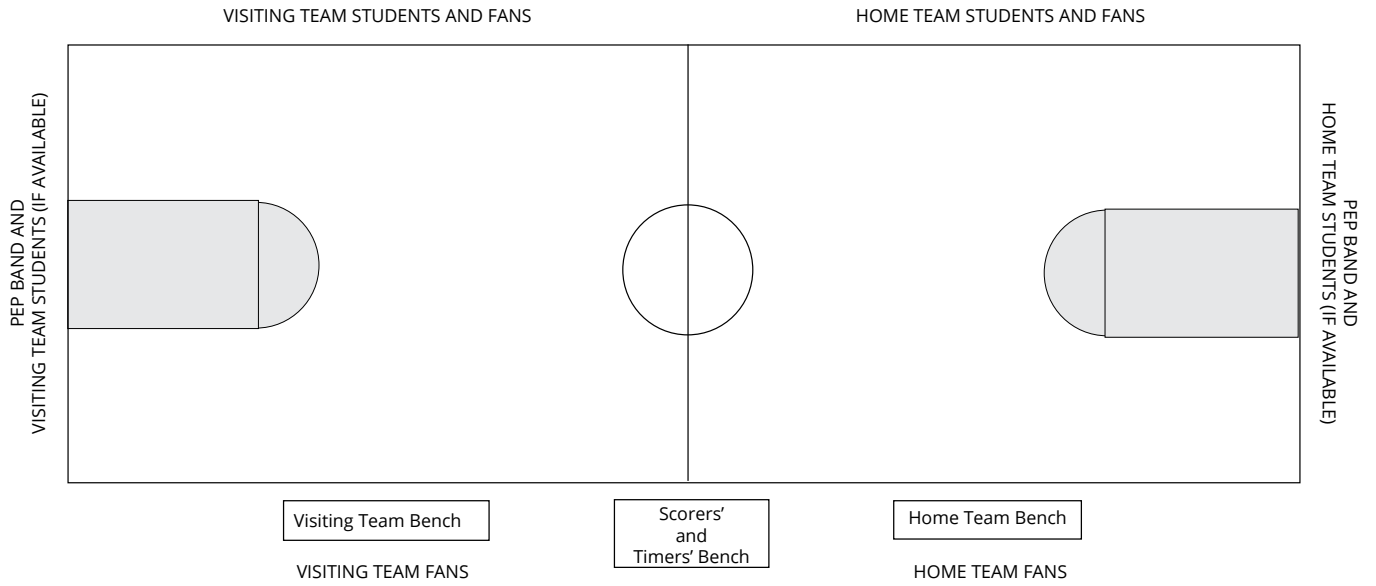 VISITING TEAM STUDENTS AND FANS
HOME TEAM STUDENTS AND FANS
PEP BAND AND
VISITING TEAM STUDENTS (IF AVAILABLE)
PEP BAND AND
HOME TEAM STUDENTS (IF AVAILABLE)
Visiting Team Bench
Scorers’
and
Timers’ Bench
Home Team Bench
VISITING TEAM FANS
HOME TEAM FANS